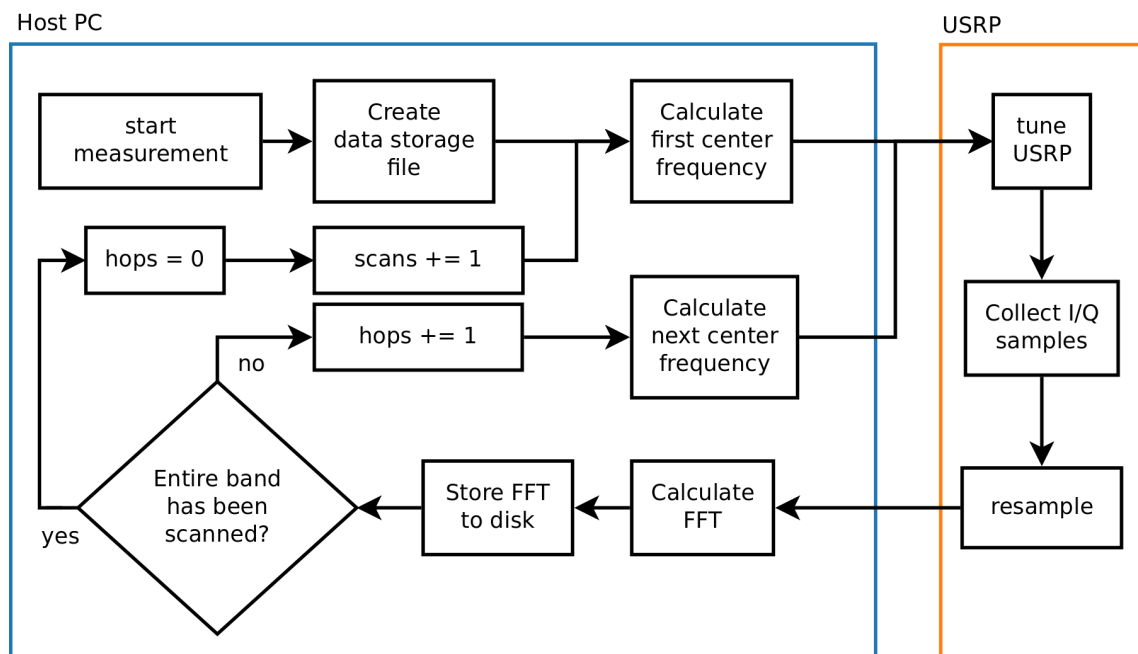 Host PC
USRP
start
measurement
Create
data storage
file
Calculate
first center
frequency
tune
USRP
hops = 0
scans += 1
hops += 1
Calculate
next center
frequency
Collect I/Q
samples
no
Entire band
has been
scanned?
yes
Store FFT
to disk
Calculate
FFT
resample